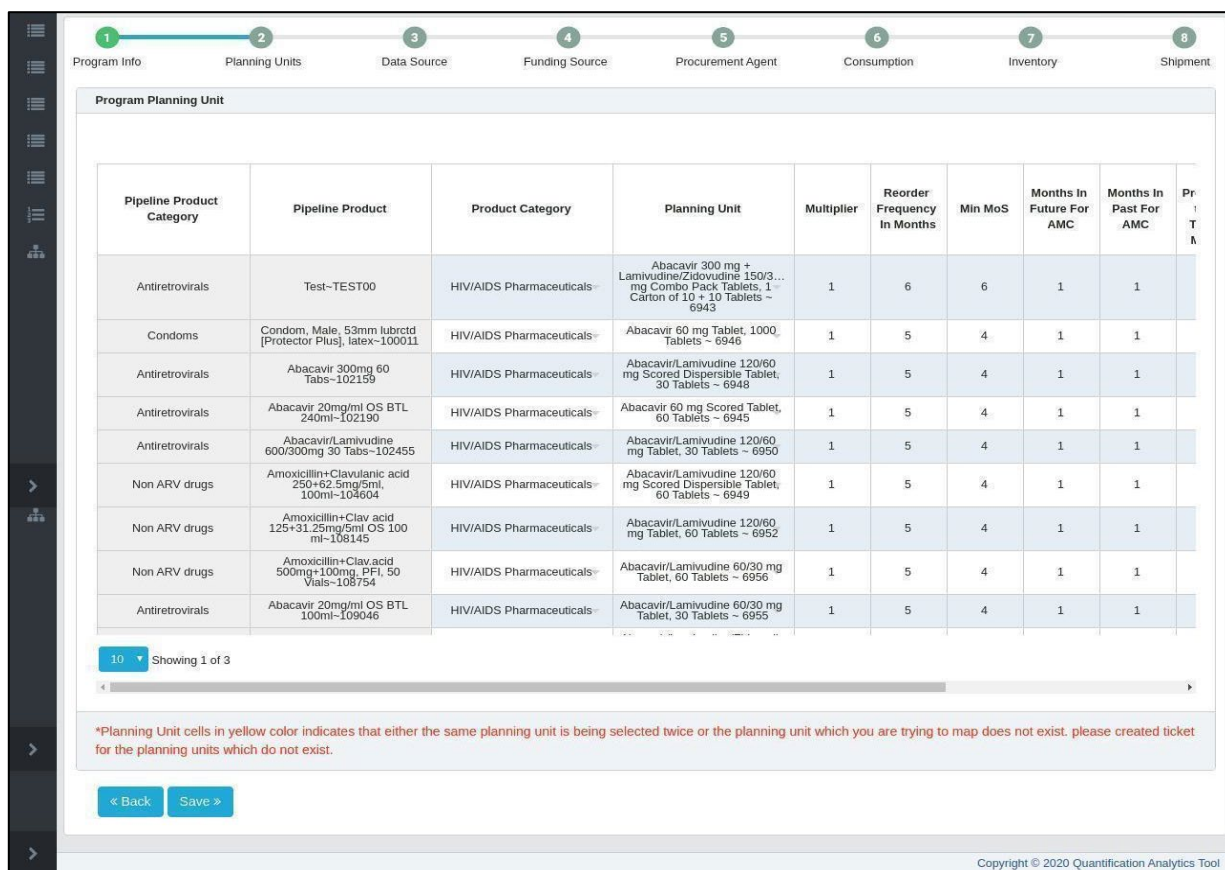 1 2 3 4 5 6 7 8
Program Info Planning Units Data Source Funding Source Procurement Agent Consumption Inventory Shipment
Program Planning Unit
Pipeline Product Category
Pipeline Product
Product Category
Planning Unit
Multiplier
Reorder Frequency In Months
Min MoS
Months In Future For AMC
Months In Past For AMC
Antiretrovirals
Test~TEST00
HIV/AIDS Pharmaceuticals
Abacavir 300 mg +
Lamivudine/Zidovudine 150/3…
mg Combo Pack Tablets, 1
Carton of 10 + 10 Tablets ~
6943
1 6 6 1 1
Condoms
Condom, Male, 53mm lubrctd
[Protector Plus], latex~100011
HIV/AIDS Pharmaceuticals
Abacavir 60 mg Tablet, 1000
Tablets ~ 6946
1 5 4 1 1
Antiretrovirals
Abacavir 300mg 60
Tabs~102159
HIV/AIDS Pharmaceuticals
Abacavir/Lamivudine 120/60
mg Scored Dispersible Tablet,
30 Tablets ~ 6948
1 5 4 1 1
Antiretrovirals
Abacavir 20mg/ml OS BTL
240ml~102190
HIV/AIDS Pharmaceuticals
Abacavir 60 mg Scored Tablet,
60 Tablets ~ 6945
1 5 4 1 1
Antiretrovirals
Abacavir/Lamivudine
600/300mg 30 Tabs~102455
HIV/AIDS Pharmaceuticals
Abacavir/Lamivudine 120/60
mg Tablet, 30 Tablets ~ 6950
1 5 4 1 1
Non ARV drugs
Amoxicillin+Clavulanic acid
250+62.5mg/5ml,
100ml~104604
HIV/AIDS Pharmaceuticals
Abacavir/Lamivudine 120/60
mg Scored Dispersible Tablet,
60 Tablets ~ 6949
1 5 4 1 1
Non ARV drugs
Amoxicillin+Clav acid
125+31.25mg/5ml OS 100
ml~108145
HIV/AIDS Pharmaceuticals
Abacavir/Lamivudine 120/60
mg Tablet, 60 Tablets ~ 6952
1 5 4 1 1
Non ARV drugs
Amoxicillin+Clav.acid
500mg+100mg, PFI, 50
Vials~108754
HIV/AIDS Pharmaceuticals
Abacavir/Lamivudine 60/30 mg
Tablet, 60 Tablets ~ 6956
1 5 4 1 1
Antiretrovirals
Abacavir 20mg/ml OS BTL
100ml~109046
HIV/AIDS Pharmaceuticals
Abacavir/Lamivudine 60/30 mg
Tablet, 30 Tablets ~ 6955
1 5 4 1 1
10 Showing 1 of 3
*Planning Unit cells in yellow color indicates that either the same planning unit is being selected twice or the planning unit which you are trying to map does not exist. please created ticket
for the planning units which do not exist.
« Back Save »
Copyright © 2020 Quantification Analytics Tool